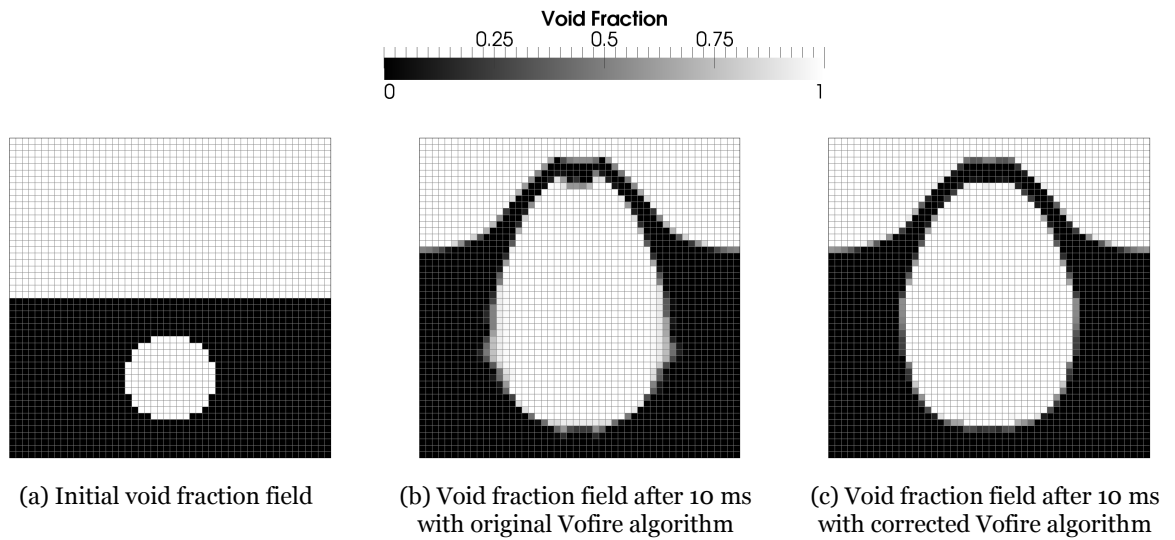 Void Fraction
0.25 0.5 0.75
0 1
(a) Initial void fraction field
(b) Void fraction field after 10 ms
with original Vofire algorithm
(c) Void fraction field after 10 ms
with corrected Vofire algorithm